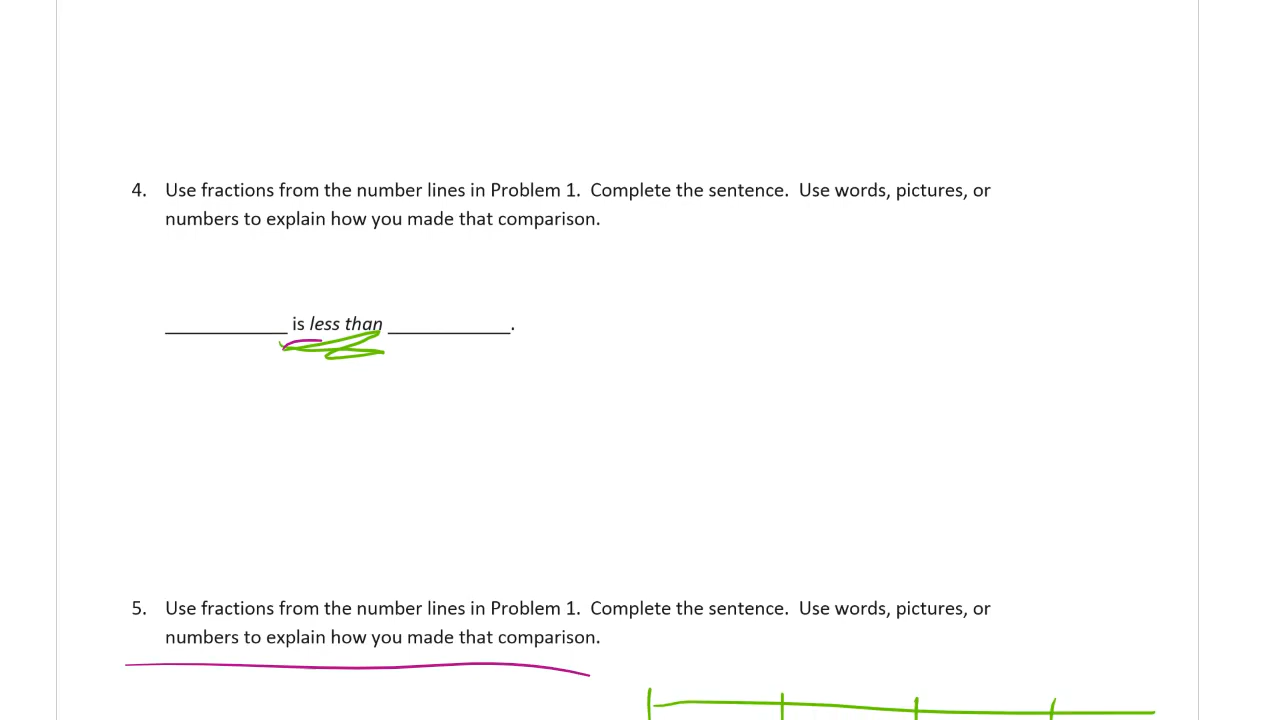 4. Use fractions from the number lines in Problem 1. Complete the sentence. Use words, pictures, or
numbers to explain how you made that comparison.
____________ is less than ____________.
5. Use fractions from the number lines in Problem 1. Complete the sentence. Use words, pictures, or
numbers to explain how you made that comparison.